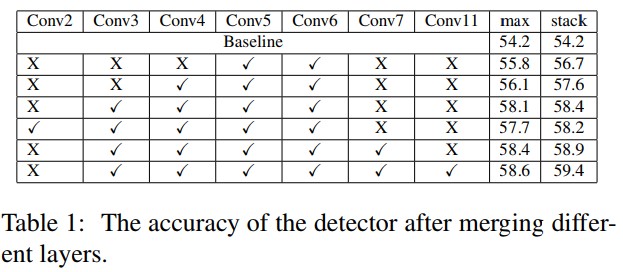 Conv2 Conv3 Conv4 Conv5 Conv6 Conv7 Conv11 max stack
Baseline 54.2 54.2
X X X ✓ ✓ X X 55.8 56.7
X X ✓ ✓ ✓ X X 56.1 57.6
X ✓ ✓ ✓ ✓ X X 58.1 58.4
✓ ✓ ✓ ✓ ✓ X X 57.7 58.2
X ✓ ✓ ✓ ✓ ✓ X 58.4 58.9
X ✓ ✓ ✓ ✓ ✓ ✓ 58.6 59.4
Table 1: The accuracy of the detector after merging differ-
ent layers.